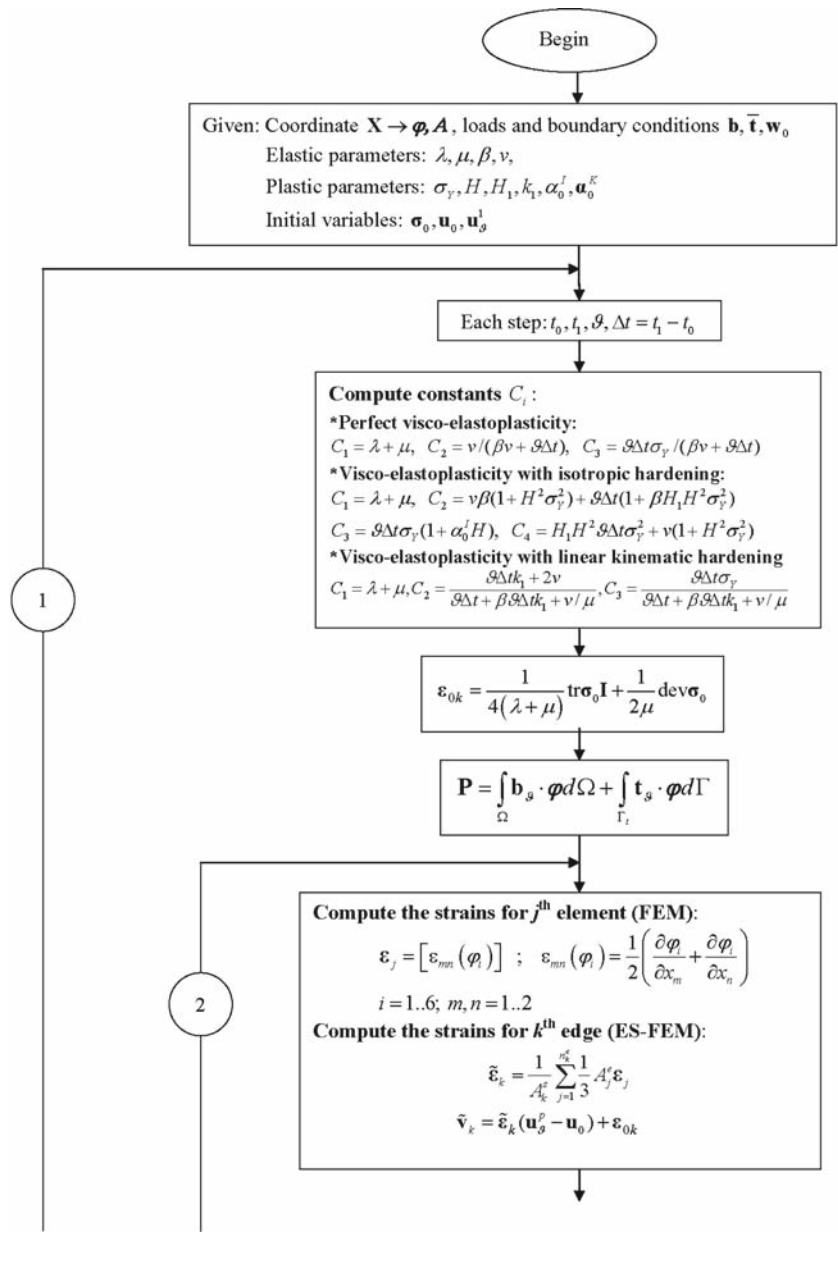 Begin
Given: Coordinate X → φ, A , loads and boundary conditions b, t̄, w₀
Elastic parameters: λ, μ, β, ν,
Plastic parameters: σ_Y, H, H₁, k₁, α₀ᴵ, α₀ᴷ
Initial variables: σ₀, u₀, u¹_ϑ
Each step: t₀, t₁, ϑ, Δt = t₁ − t₀
Compute constants C_i :
*Perfect visco-elastoplasticity:
C₁ = λ + μ, C₂ = ν/(βν + ϑΔt), C₃ = ϑΔtσ_Y /(βν + ϑΔt)
*Visco-elastoplasticity with isotropic hardening:
C₁ = λ + μ, C₂ = νβ(1 + H²σ_Y²) + ϑΔt(1 + βH₁H²σ_Y²)
C₃ = ϑΔtσ_Y(1 + α₀ᴵH), C₄ = H₁H²ϑΔtσ_Y² + ν(1 + H²σ_Y²)
*Visco-elastoplasticity with linear kinematic hardening
C₁ = λ + μ, C₂ = (ϑΔtk₁ + 2ν)/(ϑΔt + βϑΔtk₁ + ν/μ), C₃ = ϑΔtσ_Y/(ϑΔt + βϑΔtk₁ + ν/μ)
1
ε₀k = 1/(4(λ + μ)) trσ₀I + 1/(2μ) devσ₀
P = ∫_Ω b_ϑ · φdΩ + ∫_Γt t_ϑ · φdΓ
Compute the strains for jᵗʰ element (FEM):
ε_j = [ε_mn(φ_i)] ; ε_mn(φ_i) = 1/2(∂φ_i/∂x_m + ∂φ_i/∂x_n)
i = 1..6; m, n = 1..2
2
Compute the strains for kᵗʰ edge (ES-FEM):
ε̃_k = 1/A_k^s ∑_{j=1}^{n_k^e} 1/3 A_j^e ε_j
ṽ_k = ε̃_k(u_ϑ^p − u₀) + ε₀k